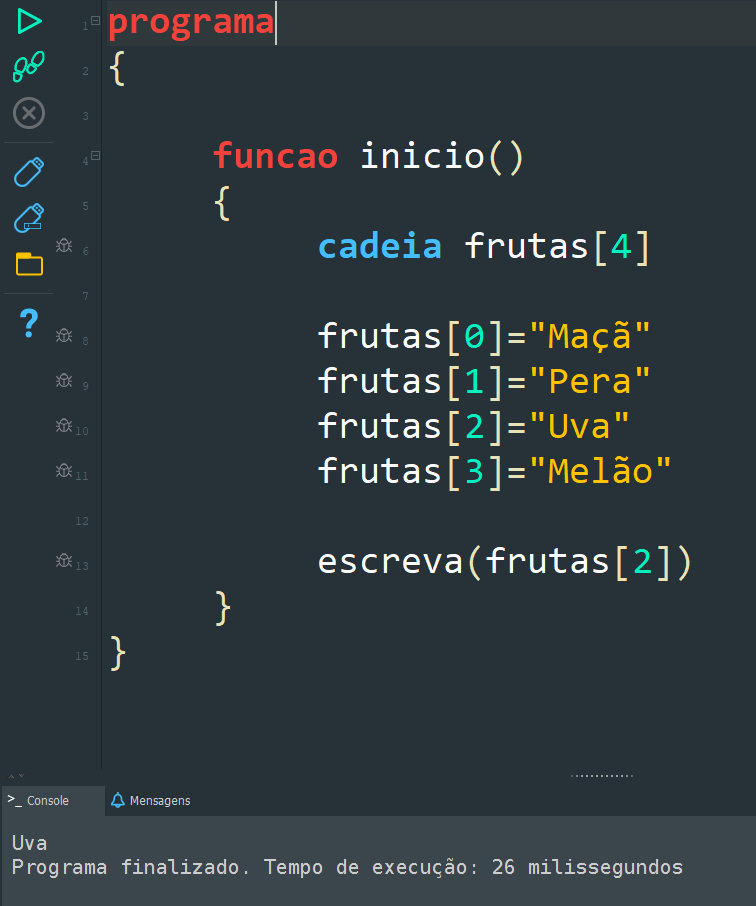 1 programa
2 {
3
4 funcao inicio()
5 {
6 cadeia frutas[4]
7
8 frutas[0]="Maçã"
9 frutas[1]="Pera"
10 frutas[2]="Uva"
11 frutas[3]="Melão"
12
13 escreva(frutas[2])
14 }
15 }
?
>_ Console Mensagens
Uva
Programa finalizado. Tempo de execução: 26 milissegundos